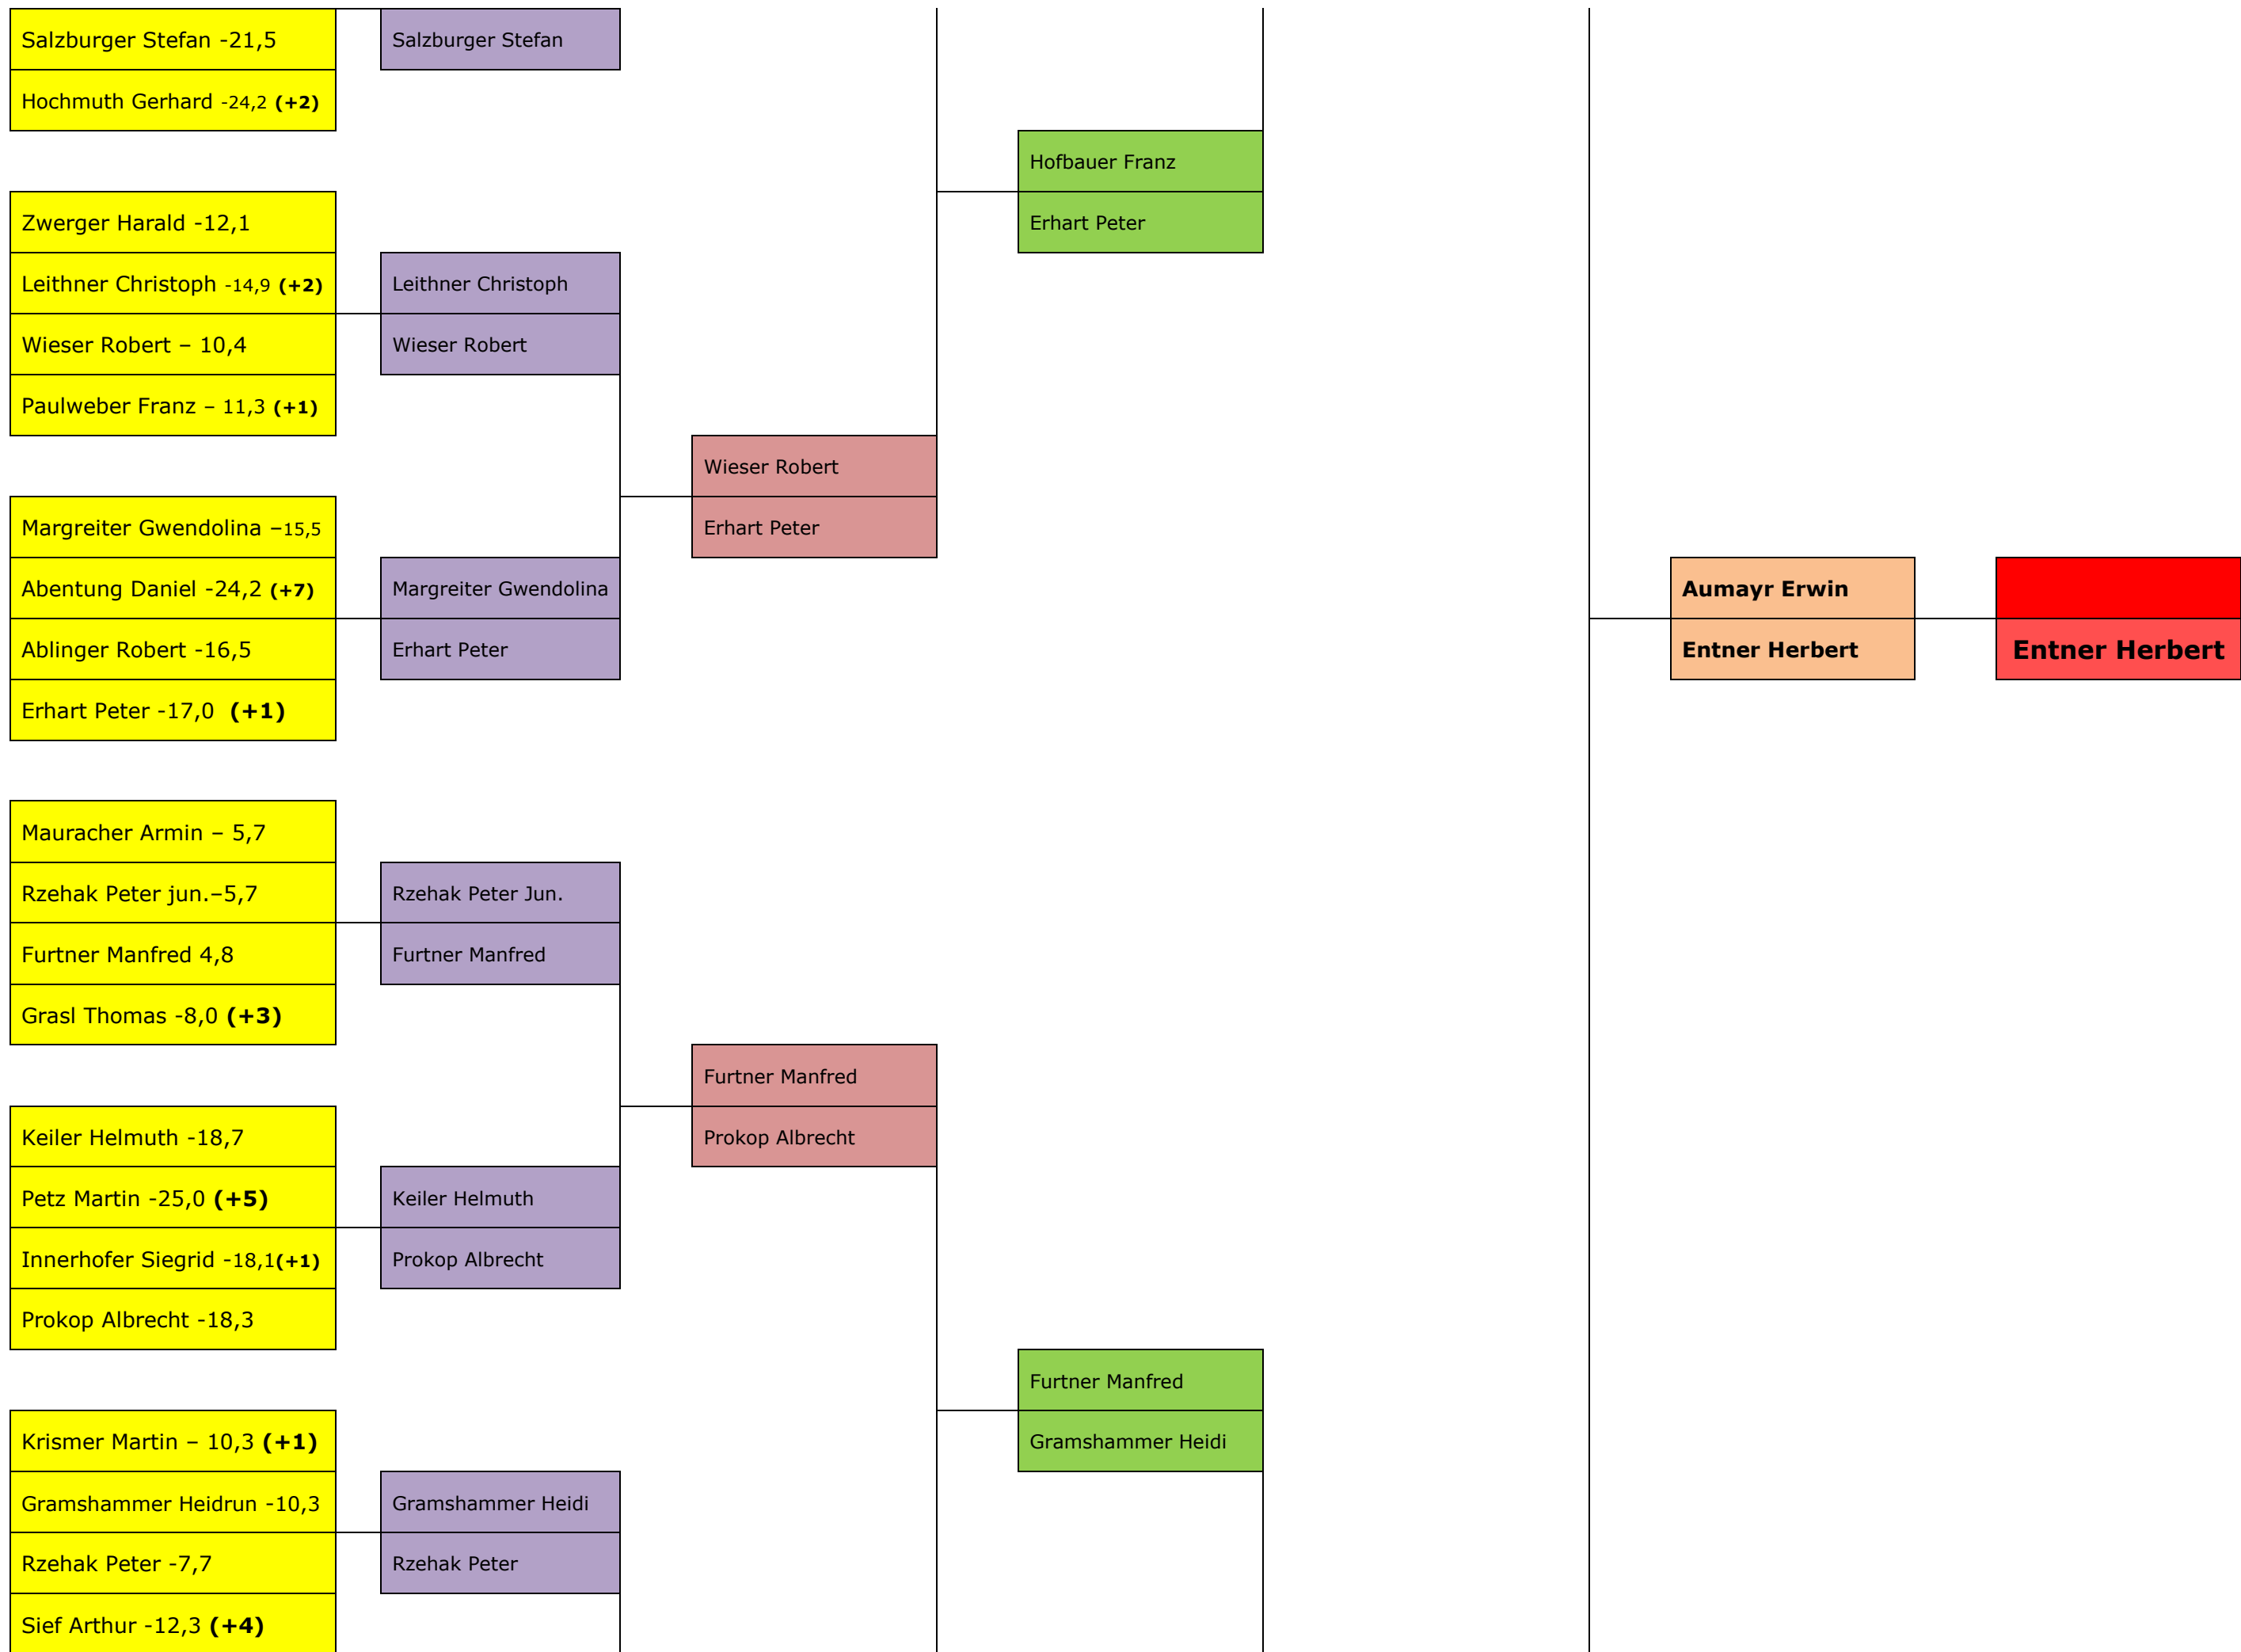 Salzburger Stefan -21,5
Hochmuth Gerhard -24,2 (+2)
Zwerger Harald -12,1
Leithner Christoph -14,9 (+2)
Wieser Robert – 10,4
Paulweber Franz – 11,3 (+1)
Margreiter Gwendolina –15,5
Abentung Daniel -24,2 (+7)
Ablinger Robert -16,5
Erhart Peter -17,0 (+1)
Mauracher Armin – 5,7
Rzehak Peter jun.–5,7
Furtner Manfred 4,8
Grasl Thomas -8,0 (+3)
Keiler Helmuth -18,7
Petz Martin -25,0 (+5)
Innerhofer Siegrid -18,1(+1)
Prokop Albrecht -18,3
Krismer Martin – 10,3 (+1)
Gramshammer Heidrun -10,3
Rzehak Peter -7,7
Sief Arthur -12,3 (+4)
Salzburger Stefan
Leithner Christoph
Wieser Robert
Margreiter Gwendolina
Erhart Peter
Rzehak Peter Jun.
Furtner Manfred
Keiler Helmuth
Prokop Albrecht
Gramshammer Heidi
Rzehak Peter
Wieser Robert
Erhart Peter
Furtner Manfred
Prokop Albrecht
Hofbauer Franz
Erhart Peter
Furtner Manfred
Gramshammer Heidi
Aumayr Erwin
Entner Herbert
Entner Herbert